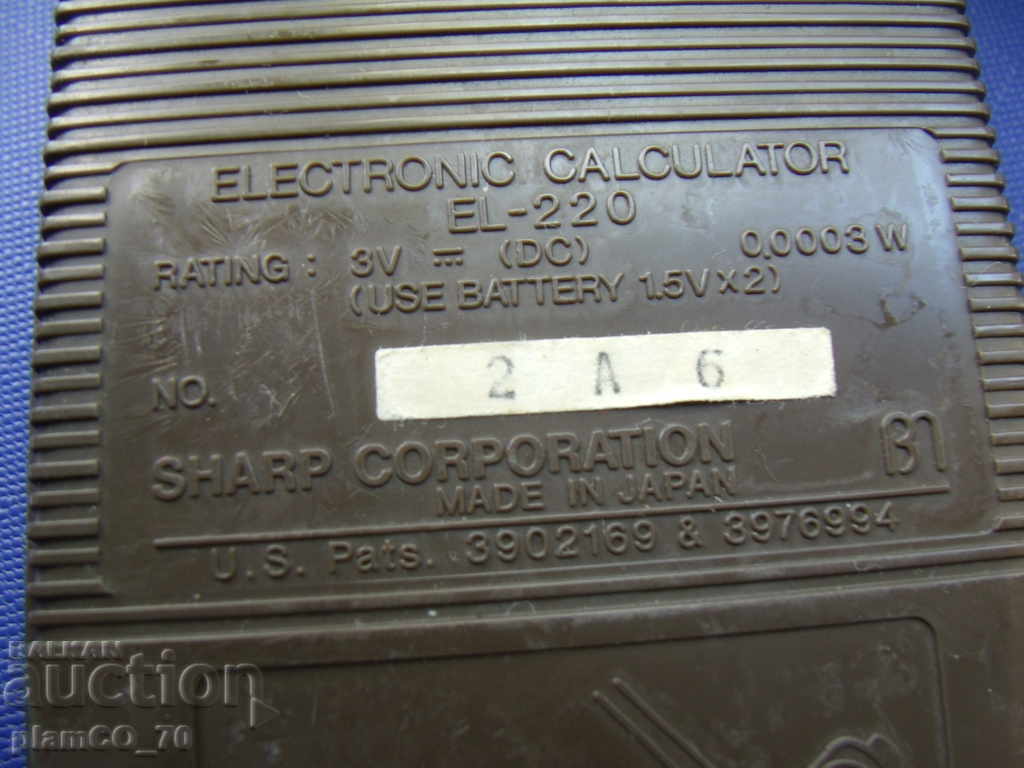 ELECTRONIC CALCULATOR
EL-220
RATING : 3V ⎓ (DC) 0.0003 W
(USE BATTERY 1.5V×2)
NO. 2 A 6
SHARP CORPORATION
MADE IN JAPAN
U.S. Pats. 3902169 & 3976994
BALKAN
auction
plamCO_70